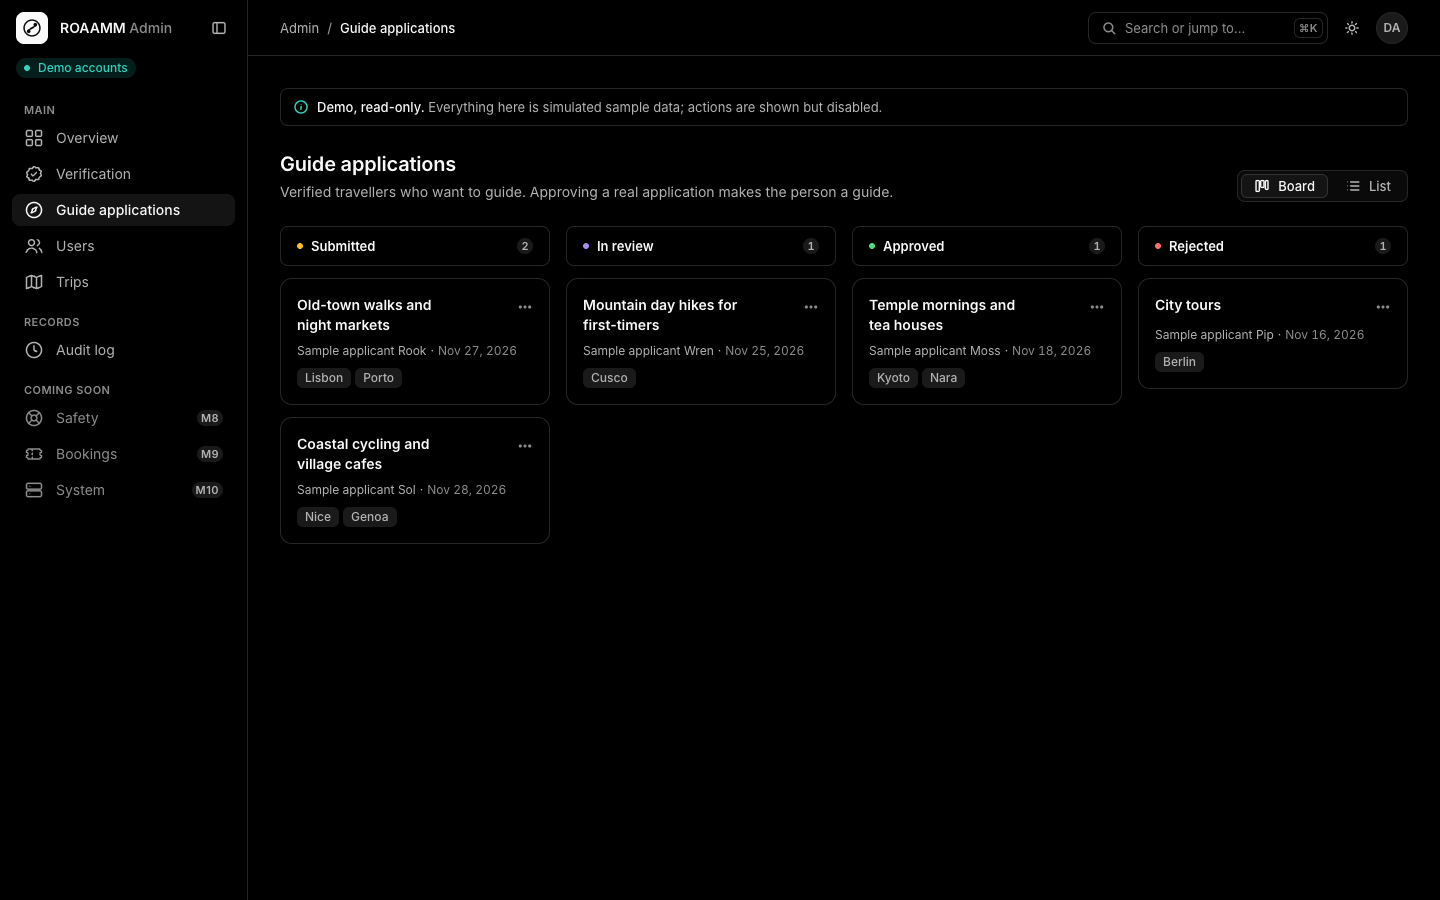 ROAAMM Admin
Demo accounts
MAIN
Overview
Verification
Guide applications
Users
Trips
RECORDS
Audit log
COMING SOON
Safety M8
Bookings M9
System M10
Admin / Guide applications
Search or jump to... ⌘K
DA
Demo, read-only. Everything here is simulated sample data; actions are shown but disabled.
Guide applications
Verified travellers who want to guide. Approving a real application makes the person a guide.
Board List
Submitted 2
Old-town walks and
night markets
Sample applicant Rook · Nov 27, 2026
Lisbon Porto
Coastal cycling and
village cafes
Sample applicant Sol · Nov 28, 2026
Nice Genoa
In review 1
Mountain day hikes for
first-timers
Sample applicant Wren · Nov 25, 2026
Cusco
Approved 1
Temple mornings and
tea houses
Sample applicant Moss · Nov 18, 2026
Kyoto Nara
Rejected 1
City tours
Sample applicant Pip · Nov 16, 2026
Berlin